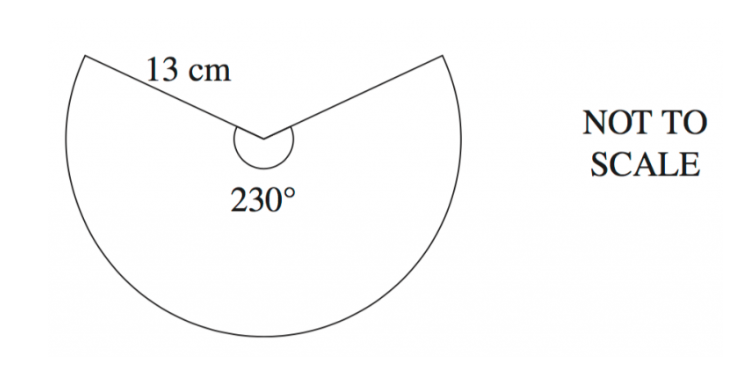 13 cm
230°
NOT TO
SCALE